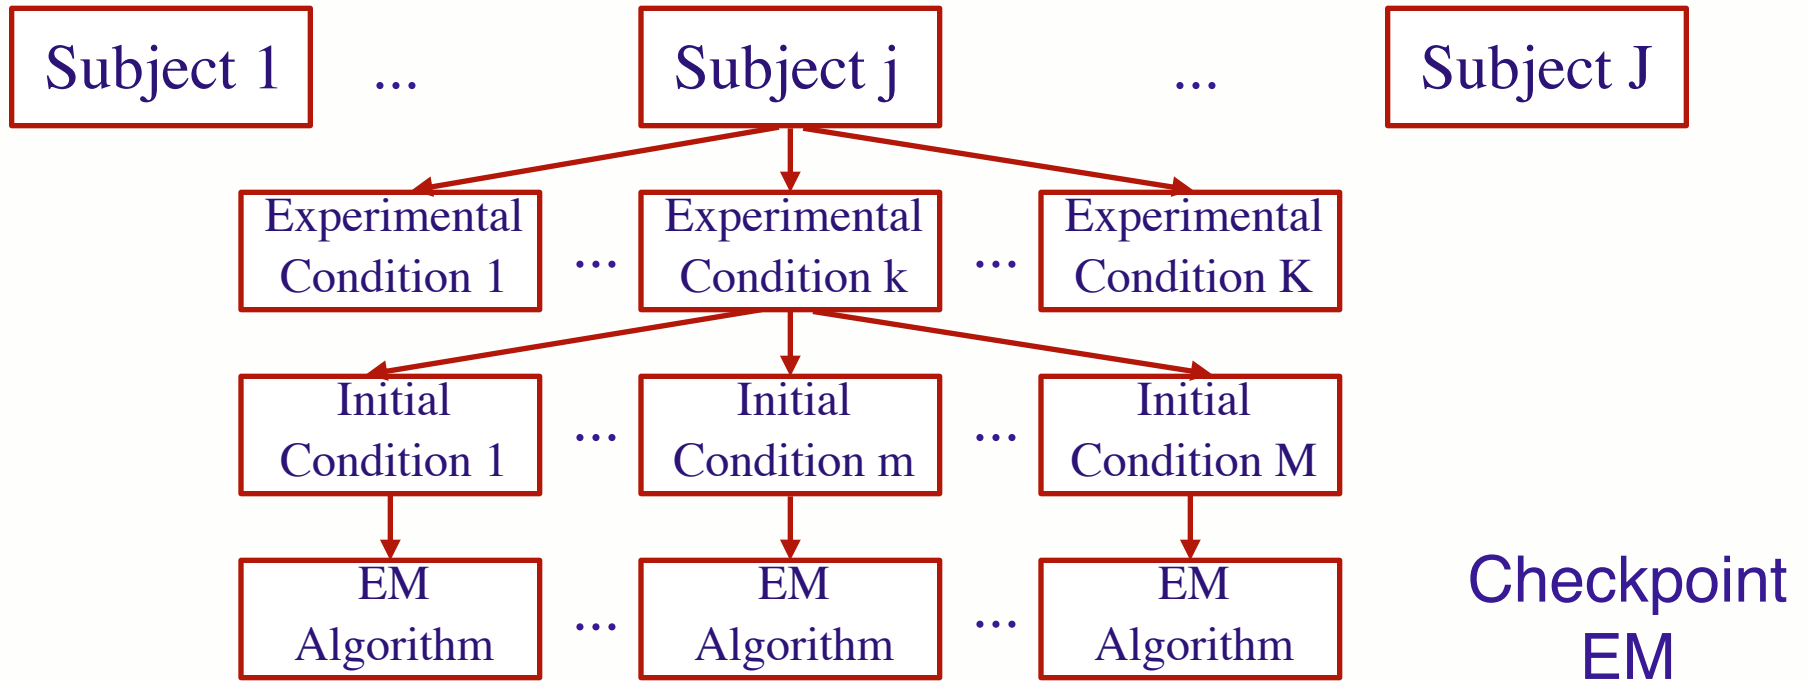 Subject 1 ... Subject j ... Subject J
Experimental Experimental Experimental
Condition 1 ... Condition k ... Condition K
Initial Initial Initial
Condition 1 ... Condition m ... Condition M
EM EM EM
Algorithm ... Algorithm ... Algorithm
Checkpoint
EM